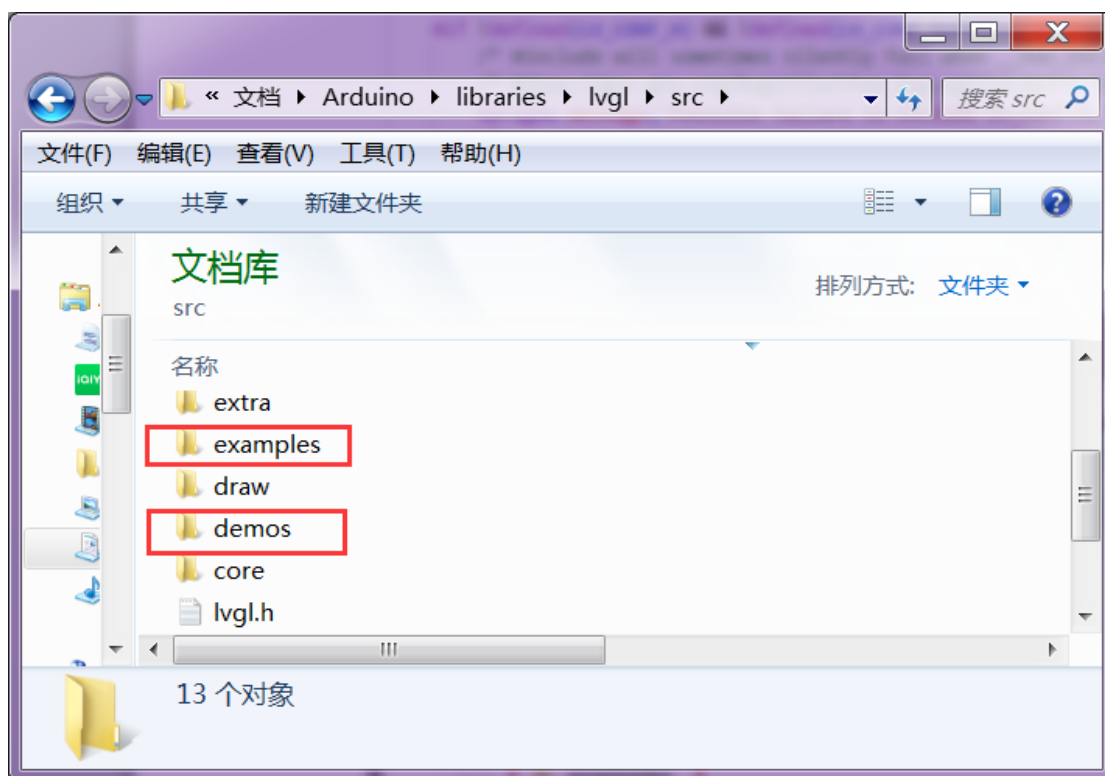 « 文档 ▸ Arduino ▸ libraries ▸ lvgl ▸ src ▸
搜索 src
文件(F) 编辑(E) 查看(V) 工具(T) 帮助(H)
组织 共享 新建文件夹
文档库
src
排列方式: 文件夹
名称
extra
examples
draw
demos
core
lvgl.h
13 个对象